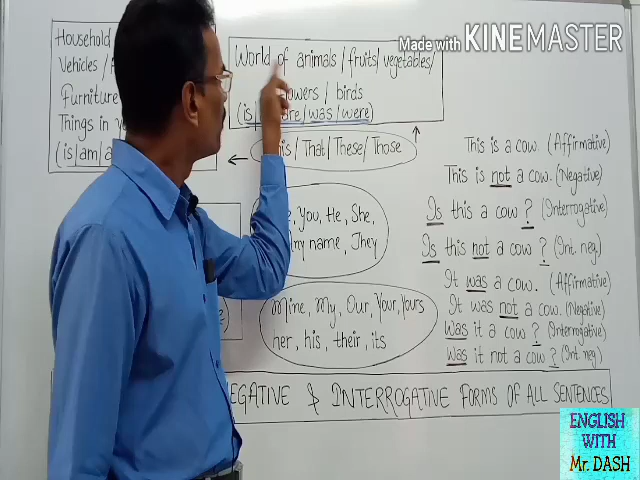 Made With KINEMASTER
Household
Vehicles /
Furniture
Things in
(is/am/a
World of animals / fruits / vegetables/
flowers / birds
(is/ are / was / were)
This / That / These / Those
You, He, She,
Any name, They
Mine, My, Our, Your, Yours
her, his, their, its
This is a cow. (Affirmative)
This is not a cow. (Negative)
Is this a cow ? (Interrogative)
Is this not a cow ? (Int. neg)
It was a cow. (Affirmative)
It was not a cow. (Negative)
Was it a cow ? (Interrogative)
Was it not a cow ? (Int neg)
NEGATIVE & INTERROGATIVE FORMS OF ALL SENTENCES
ENGLISH
WITH
Mr. DASH